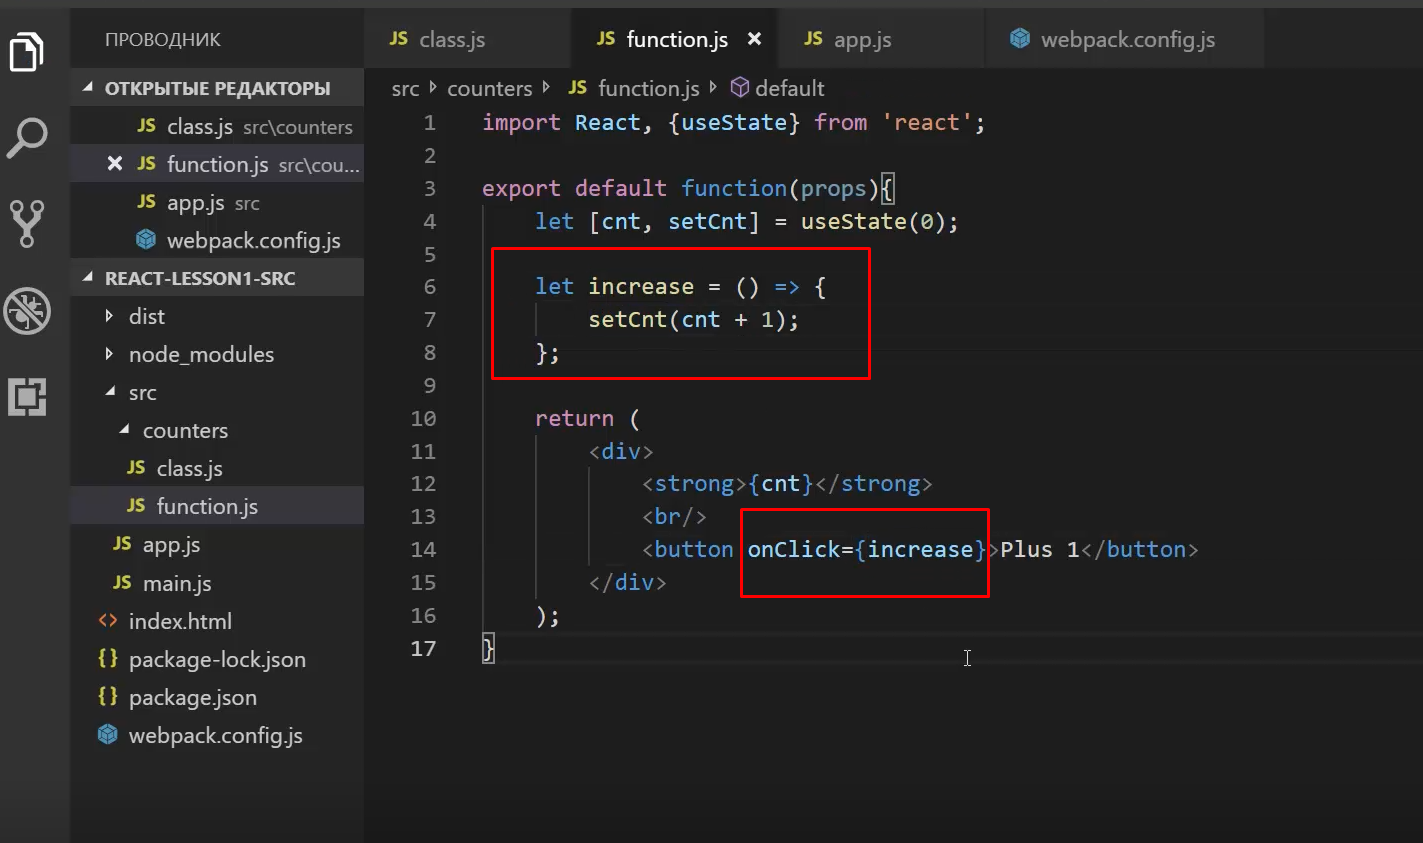 ПРОВОДНИК
ОТКРЫТЫЕ РЕДАКТОРЫ
JS class.js src\counters
JS function.js src\cou...
JS app.js src
webpack.config.js
REACT-LESSON1-SRC
dist
node_modules
src
counters
JS class.js
JS function.js
JS app.js
JS main.js
<> index.html
{} package-lock.json
{} package.json
webpack.config.js
JS class.js JS function.js JS app.js webpack.config.js
src counters JS function.js default
1 import React, {useState} from 'react';
2
3 export default function(props){
4 let [cnt, setCnt] = useState(0);
5
6 let increase = () => {
7 setCnt(cnt + 1);
8 };
9
10 return (
11 <div>
12 <strong>{cnt}</strong>
13 <br/>
14 <button onClick={increase}>Plus 1</button>
15 </div>
16 );
17 }